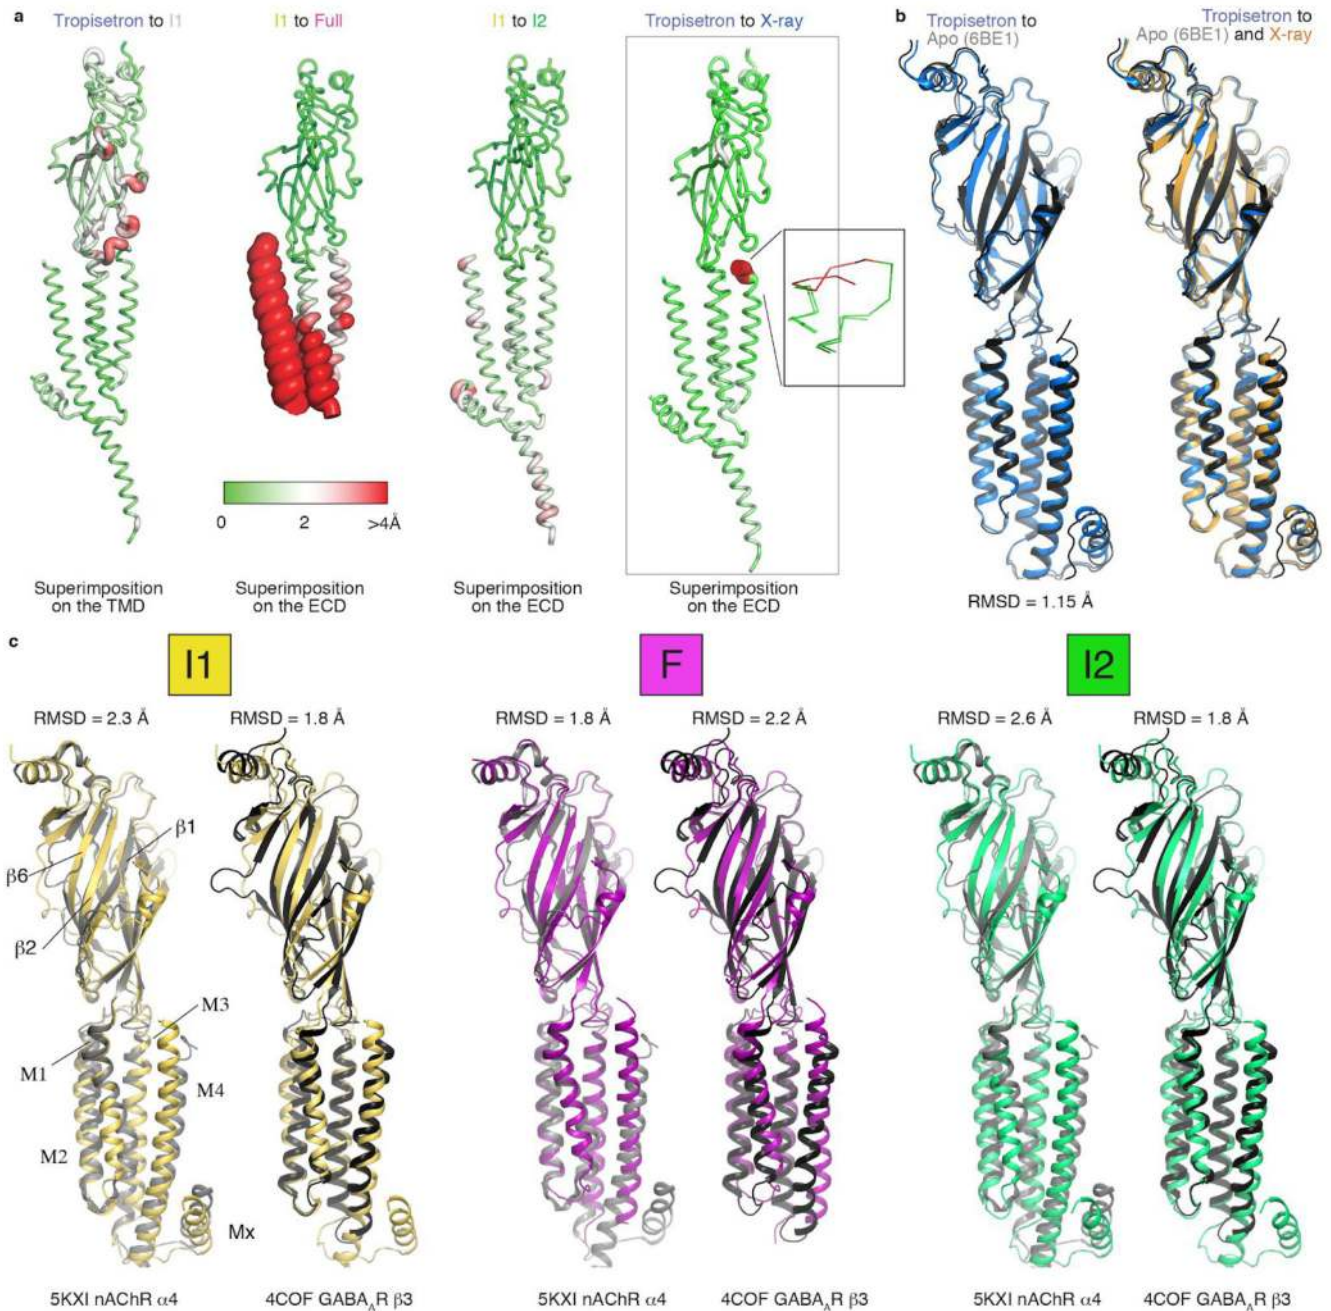 a
Tropisetron to I1
I1 to Full
I1 to I2
Tropisetron to X-ray
0 2 >4Å
Superimposition
on the TMD
Superimposition
on the ECD
Superimposition
on the ECD
Superimposition
on the ECD
b
Tropisetron to
Apo (6BE1)
Tropisetron to
Apo (6BE1) and X-ray
RMSD = 1.15 Å
c
I1
F
I2
RMSD = 2.3 Å
RMSD = 1.8 Å
RMSD = 1.8 Å
RMSD = 2.2 Å
RMSD = 2.6 Å
RMSD = 1.8 Å
β1
β6
β2
M3
M1
M4
M2
Mx
5KXI nAChR α4
4COF GABAAR β3
5KXI nAChR α4
4COF GABAAR β3
5KXI nAChR α4
4COF GABAAR β3